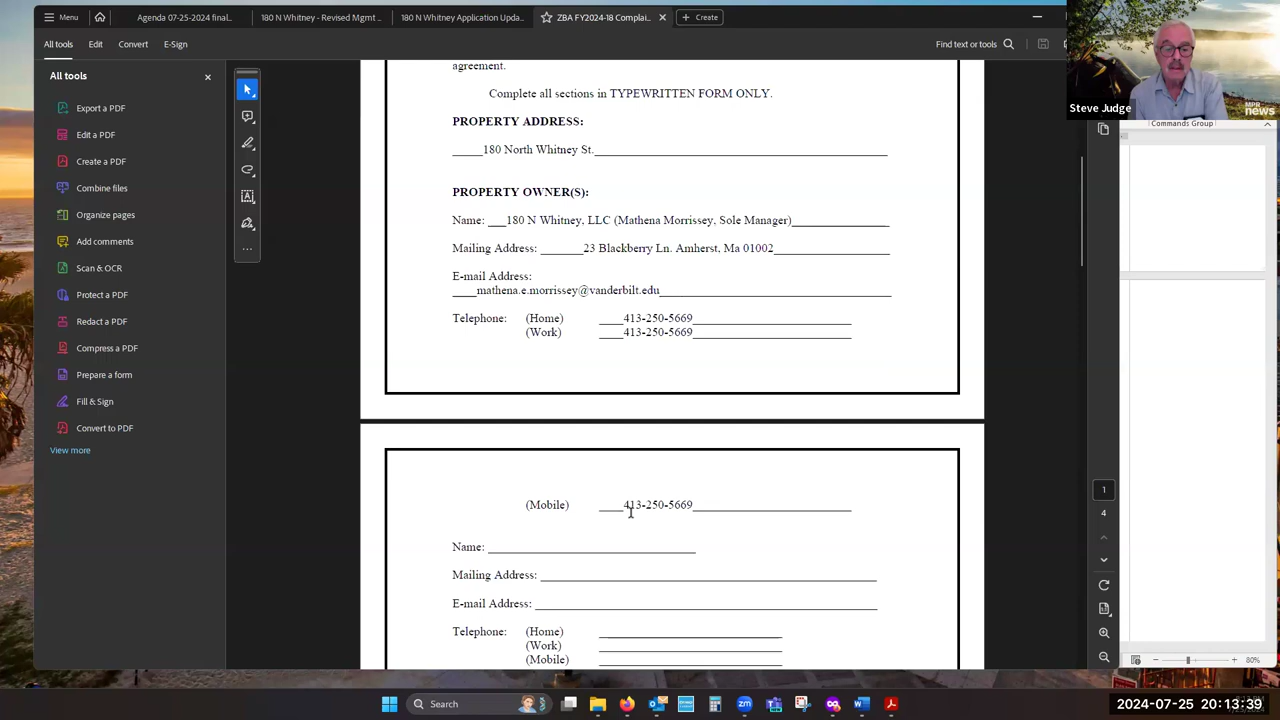 Menu
Agenda 07-25-2024 final...
180 N Whitney - Revised Mgmt ...
180 N Whitney Application Upda...
ZBA FY2024-18 Complai...
Create
All tools
Edit
Convert
E-Sign
Find text or tools
Steve Judge
MPR news
Commands Group
All tools
Export a PDF
Edit a PDF
Create a PDF
Combine files
Organize pages
Add comments
Scan & OCR
Protect a PDF
Redact a PDF
Compress a PDF
Prepare a form
Fill & Sign
Convert to PDF
View more
agreement.
Complete all sections in TYPEWRITTEN FORM ONLY.
PROPERTY ADDRESS:
180 North Whitney St.
PROPERTY OWNER(S):
Name: 180 N Whitney, LLC (Mathena Morrissey, Sole Manager)
Mailing Address: 23 Blackberry Ln. Amherst, Ma 01002
E-mail Address:
mathena.e.morrissey@vanderbilt.edu
Telephone: (Home) 413-250-5669
(Work) 413-250-5669
(Mobile) 413-250-5669
Name:
Mailing Address:
E-mail Address:
Telephone: (Home)
(Work)
(Mobile)
1
4
80%
Search
2024-07-25 20:13:39